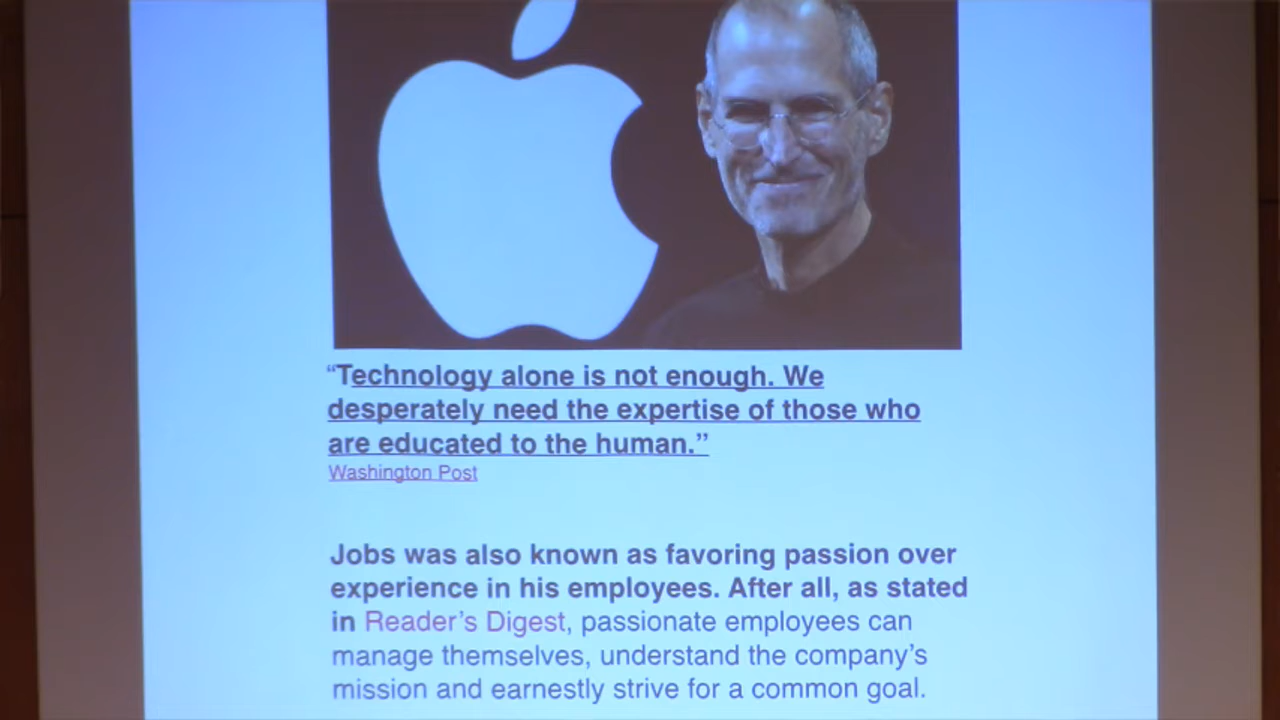 “Technology alone is not enough. We
desperately need the expertise of those who
are educated to the human.”
Washington Post
Jobs was also known as favoring passion over
experience in his employees. After all, as stated
in Reader’s Digest, passionate employees can
manage themselves, understand the company’s
mission and earnestly strive for a common goal.